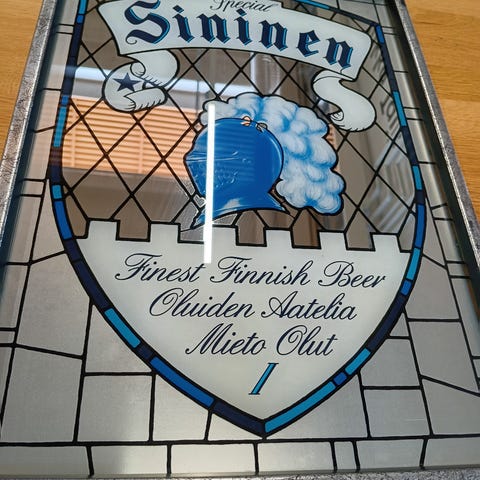 Special
Sininen
Finest Finnish Beer
Oluiden Aatelia
Mieto Olut
I